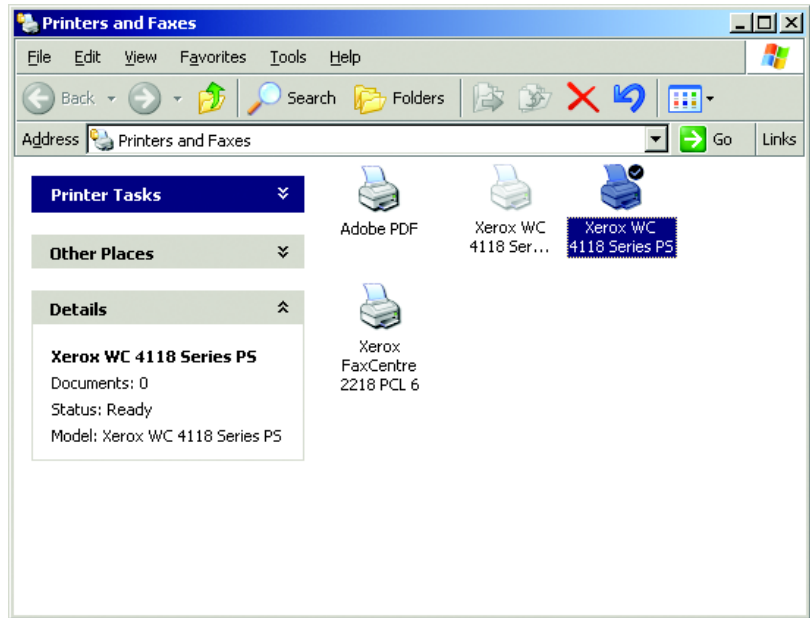 Printers and Faxes
File Edit View Favorites Tools Help
Back Search Folders
Address Printers and Faxes Go Links
Printer Tasks
Other Places
Details
Xerox WC 4118 Series PS
Documents: 0
Status: Ready
Model: Xerox WC 4118 Series PS
Adobe PDF
Xerox WC
4118 Ser...
Xerox WC
4118 Series PS
Xerox
FaxCentre
2218 PCL 6